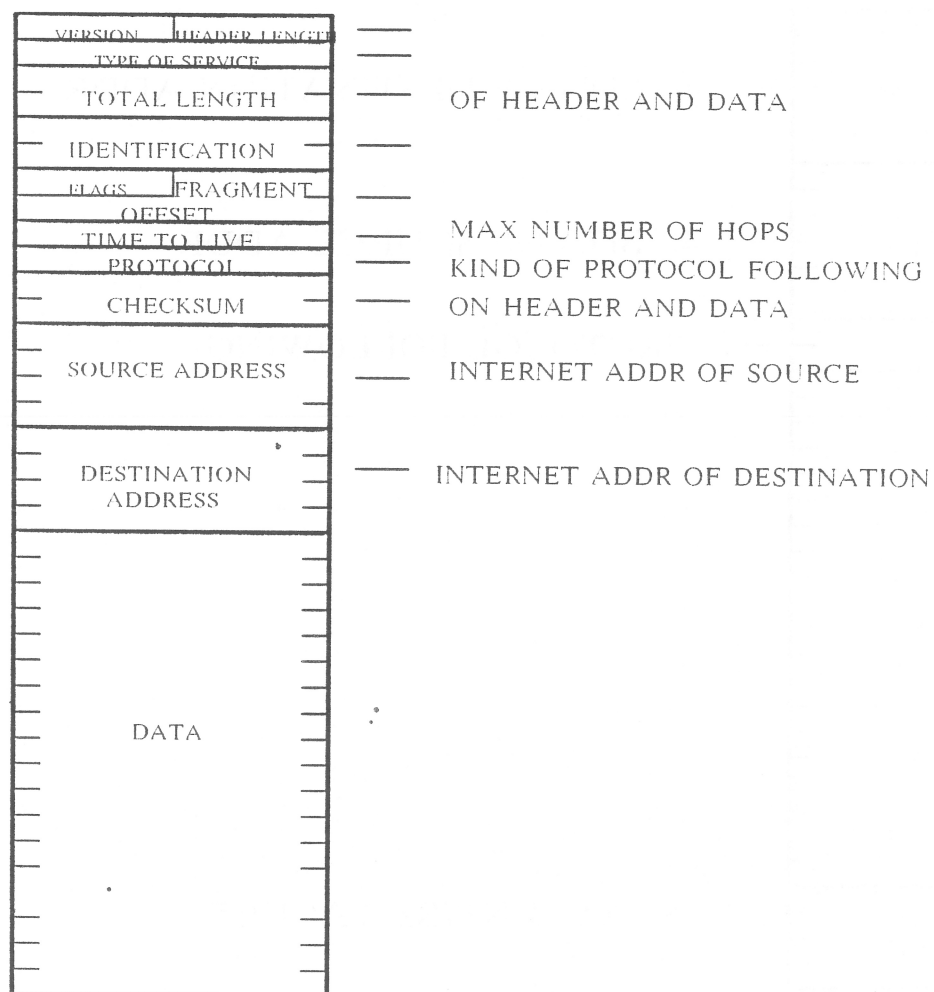 VERSION HEADER LENGTH
TYPE OF SERVICE
TOTAL LENGTH OF HEADER AND DATA
IDENTIFICATION
FLAGS FRAGMENT
OFFSET
TIME TO LIVE MAX NUMBER OF HOPS
PROTOCOL KIND OF PROTOCOL FOLLOWING
CHECKSUM ON HEADER AND DATA
SOURCE ADDRESS INTERNET ADDR OF SOURCE
DESTINATION INTERNET ADDR OF DESTINATION
ADDRESS
DATA